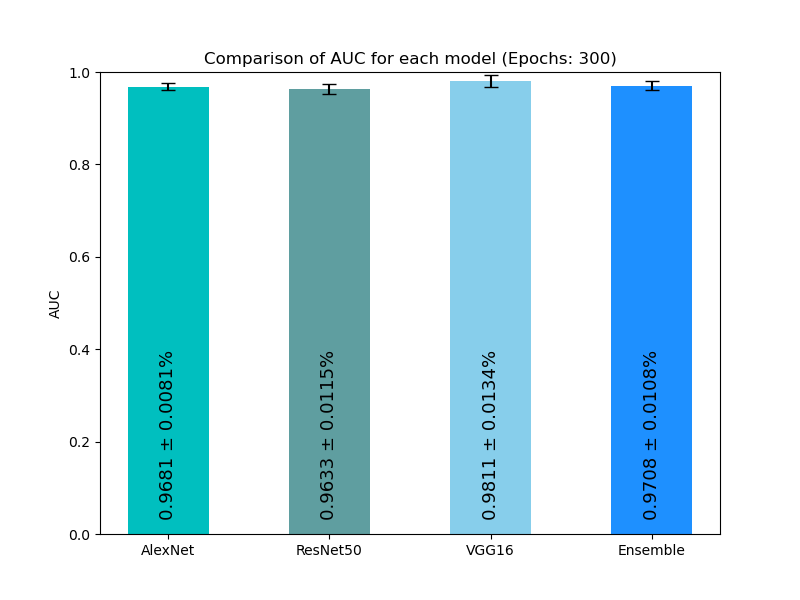 Comparison of AUC for each model (Epochs: 300)
1.0
0.8
0.6
0.4
0.2
0.0
AUC
0.9681 ± 0.0081%
0.9633 ± 0.0115%
0.9811 ± 0.0134%
0.9708 ± 0.0108%
AlexNet
ResNet50
VGG16
Ensemble